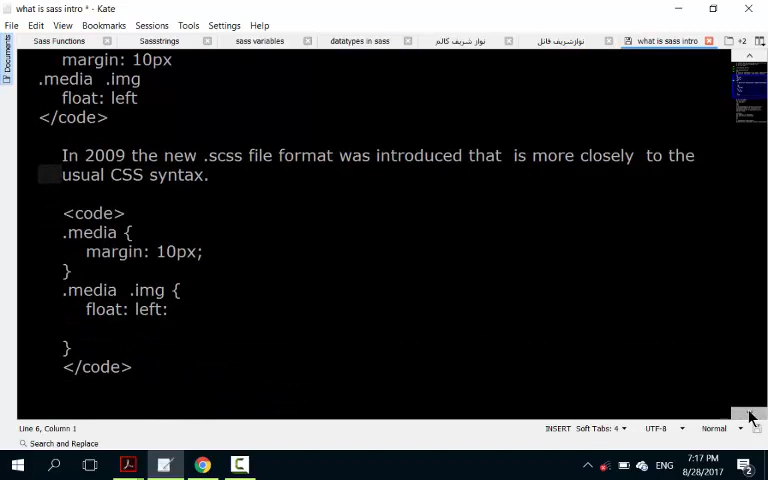 what is sass intro * - Kate
File Edit View Bookmarks Sessions Tools Settings Help
Sass Functions Sassstrings sass variables datatypes in sass نواز شریف کالم نوازشریف فائل what is sass intro +2
Documents
margin: 10px
.media .img
float: left
</code>
In 2009 the new .scss file format was introduced that is more closely to the
usual CSS syntax.
<code>
.media {
margin: 10px;
}
.media .img {
float: left:
}
</code>
Line 6, Column 1 INSERT Soft Tabs: 4 UTF-8 Normal
Search and Replace
ENG 7:17 PM
8/28/2017
2